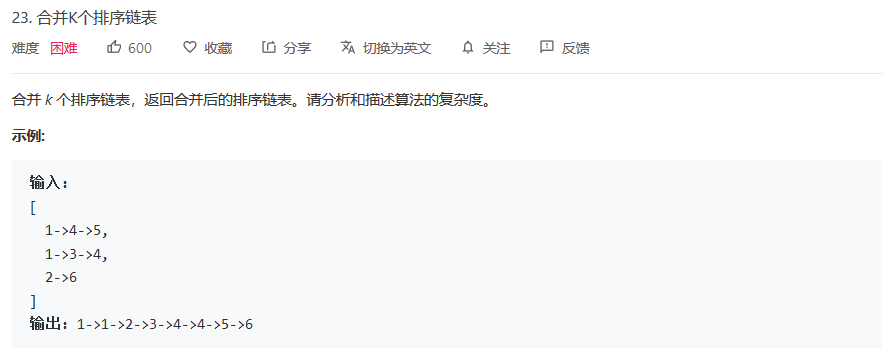 23. 合并K个排序链表
难度 困难 600 收藏 分享 切换为英文 关注 反馈
合并 k 个排序链表，返回合并后的排序链表。请分析和描述算法的复杂度。
示例:
输入:
[
  1->4->5,
  1->3->4,
  2->6
]
输出: 1->1->2->3->4->4->5->6